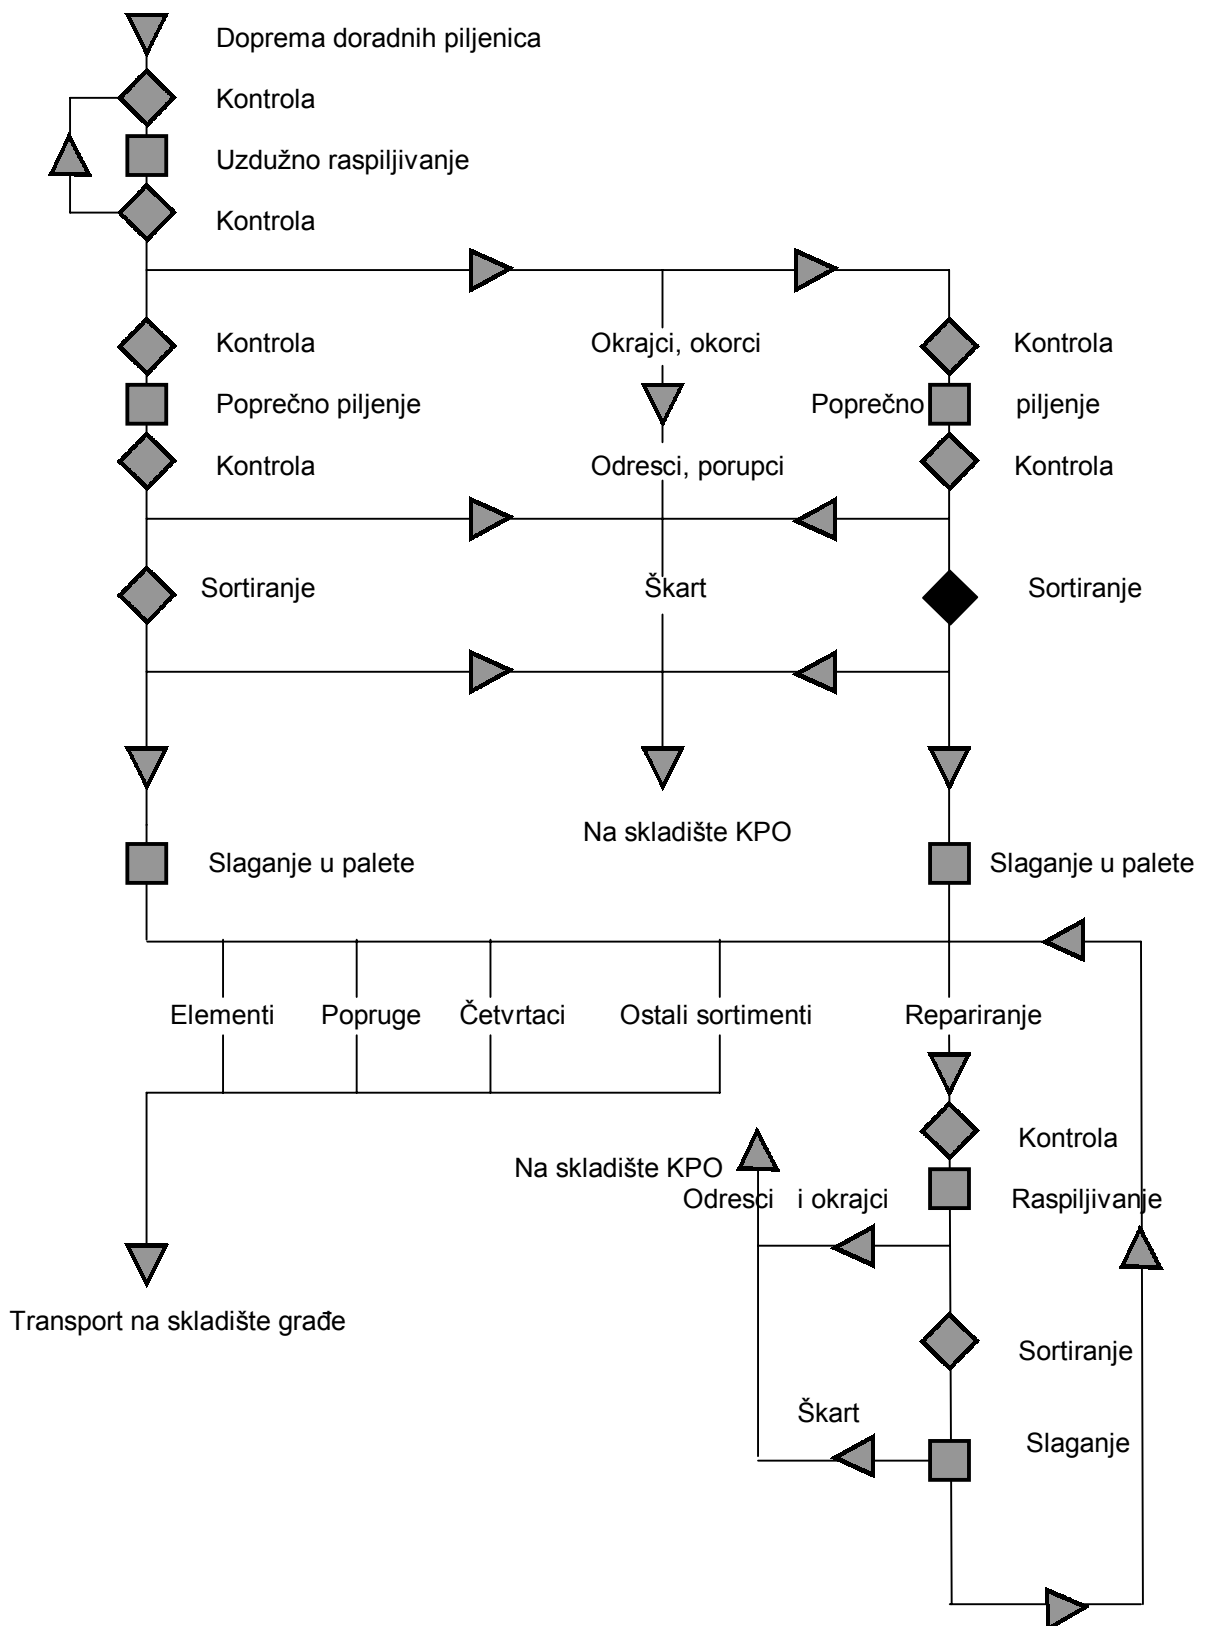 Doprema doradnih piljenica
Kontrola
Uzdužno raspiljivanje
Kontrola
Kontrola Okrajci, okorci Kontrola
Poprečno piljenje Poprečno piljenje
Kontrola Odresci, porupci Kontrola
Sortiranje Škart Sortiranje
Na skladište KPO
Slaganje u palete Slaganje u palete
Elementi Popruge Četvrtaci Ostali sortimenti Repariranje
Kontrola
Na skladište KPO
Odresci i okrajci Raspiljivanje
Transport na skladište građe
Sortiranje
Škart
Slaganje